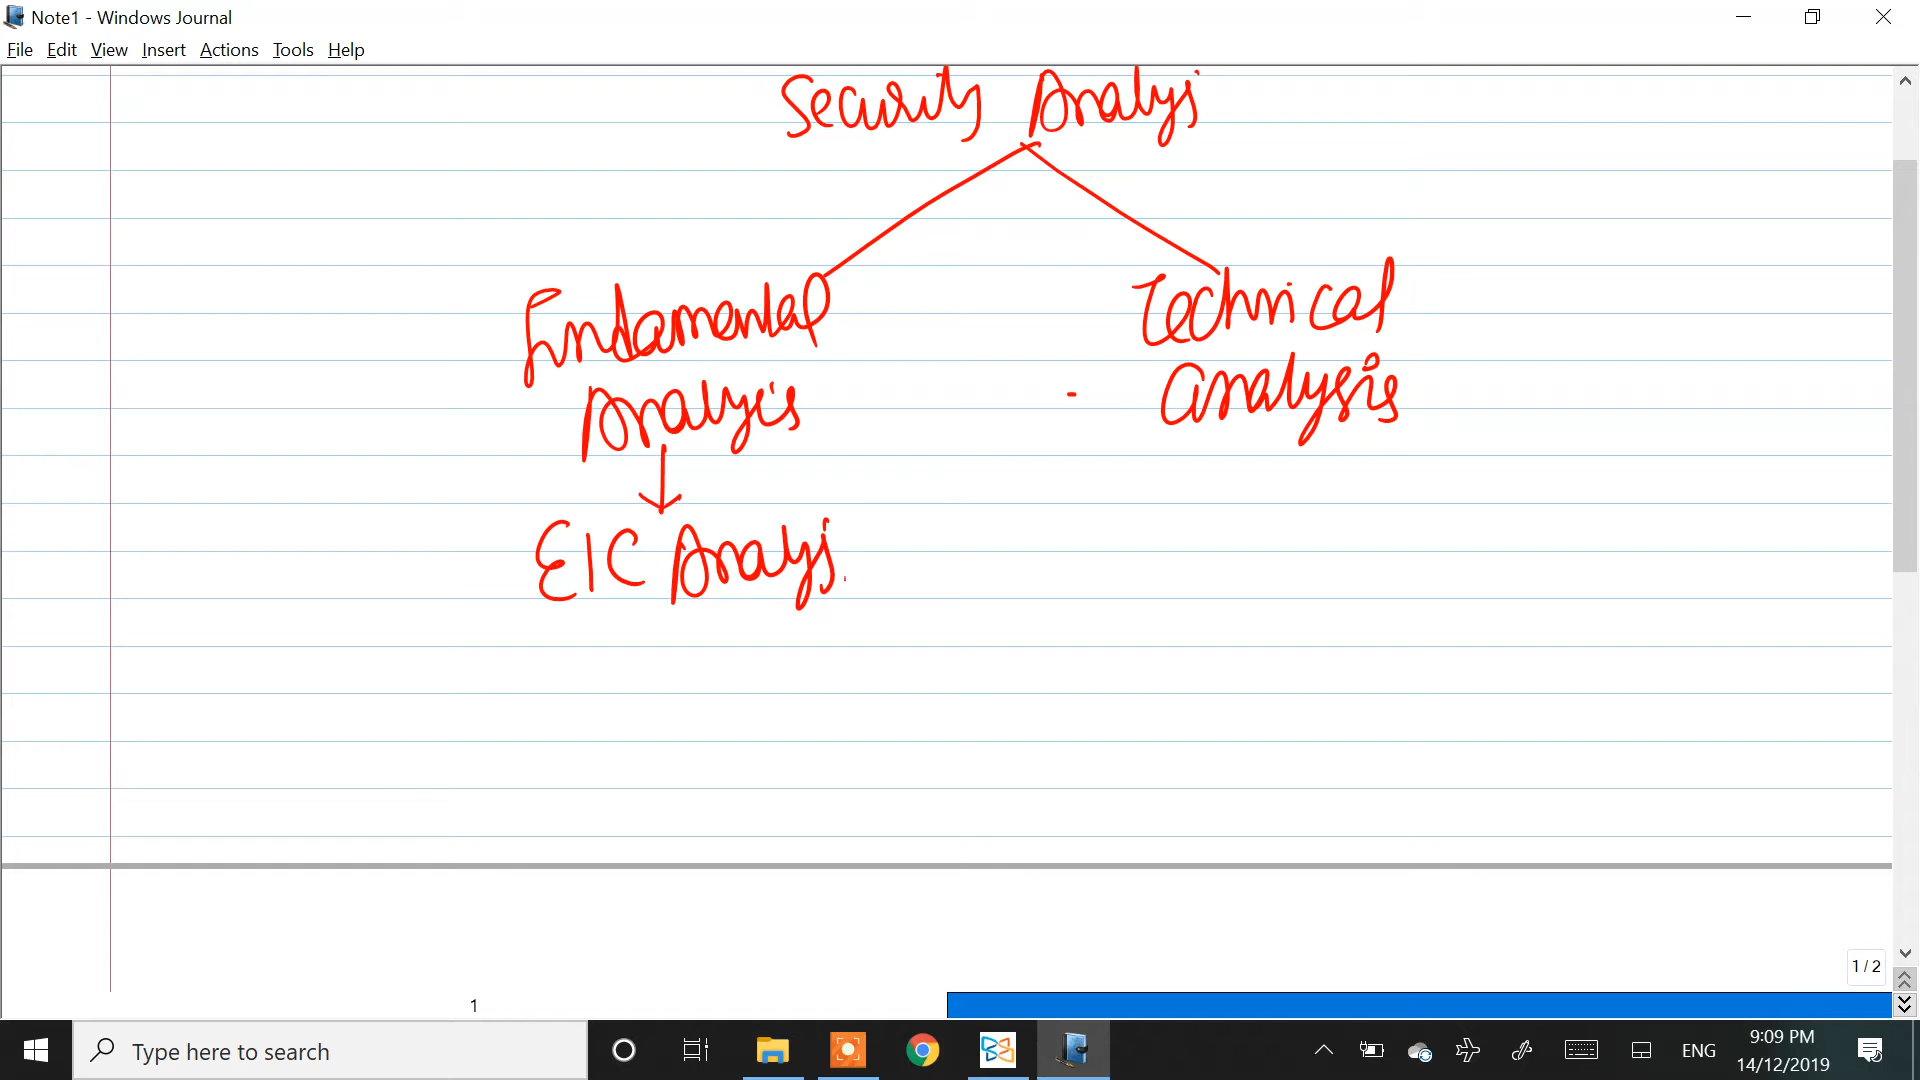 Note1 - Windows Journal
File Edit View Insert Actions Tools Help
Security Analysis
Fundamental Technical
Analysis analysis
EIC Analysis
1 / 2
1
Type here to search
ENG
9:09 PM
14/12/2019